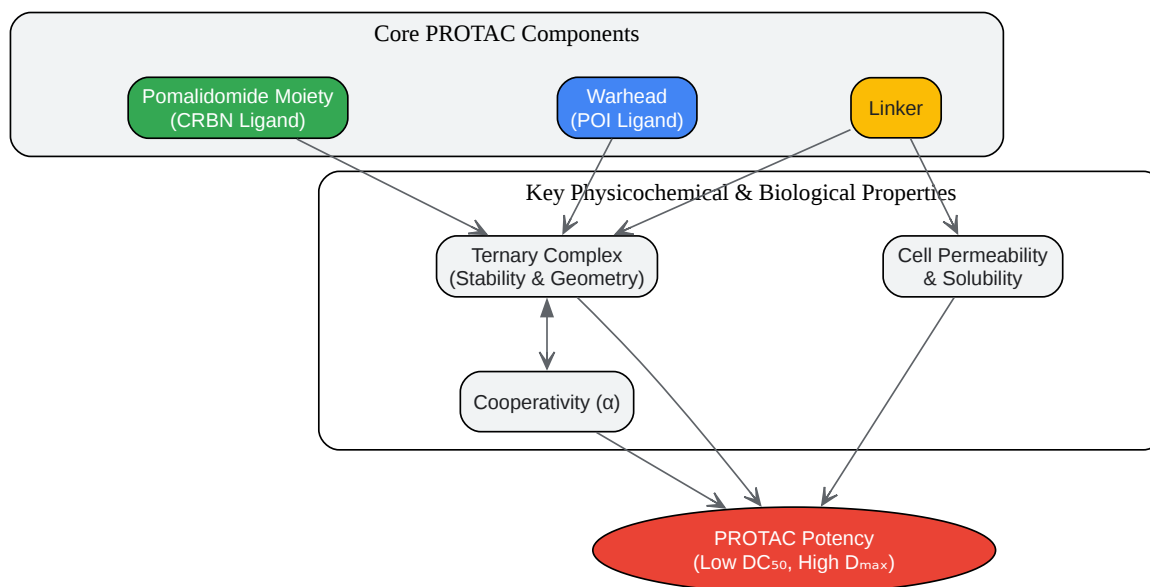 Core PROTAC Components
Pomalidomide Moiety
(CRBN Ligand)
Warhead
(POI Ligand)
Linker
Key Physicochemical & Biological Properties
Ternary Complex
(Stability & Geometry)
Cell Permeability
& Solubility
Cooperativity (α)
PROTAC Potency
(Low DC₅₀, High Dₘₐₓ)